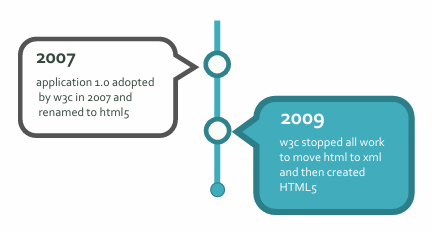 2007
application 1.0 adopted
by w3c in 2007 and
renamed to html5
2009
w3c stopped all work
to move html to xml
and then created
HTML5